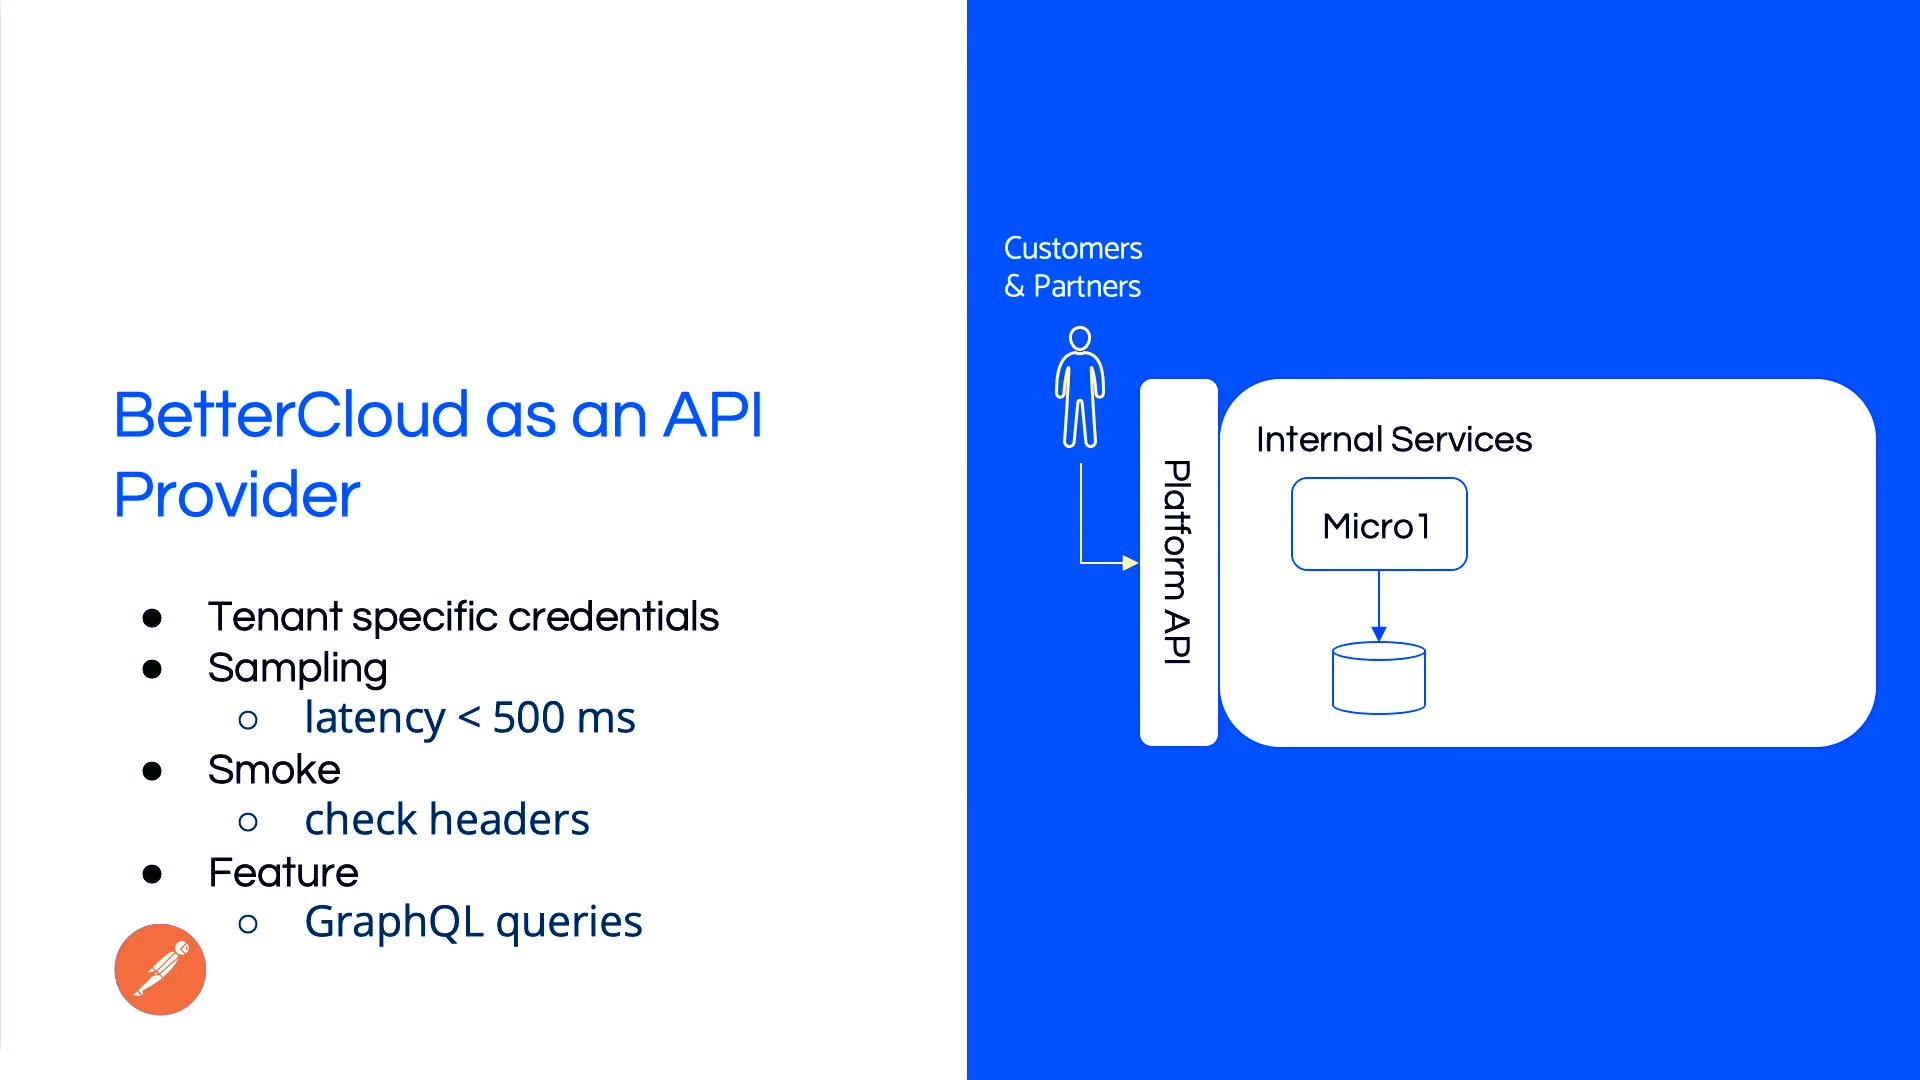 BetterCloud as an API
Provider
● Tenant specific credentials
● Sampling
○ latency < 500 ms
● Smoke
○ check headers
● Feature
○ GraphQL queries
Customers
& Partners
Platform API
Internal Services
Micro1